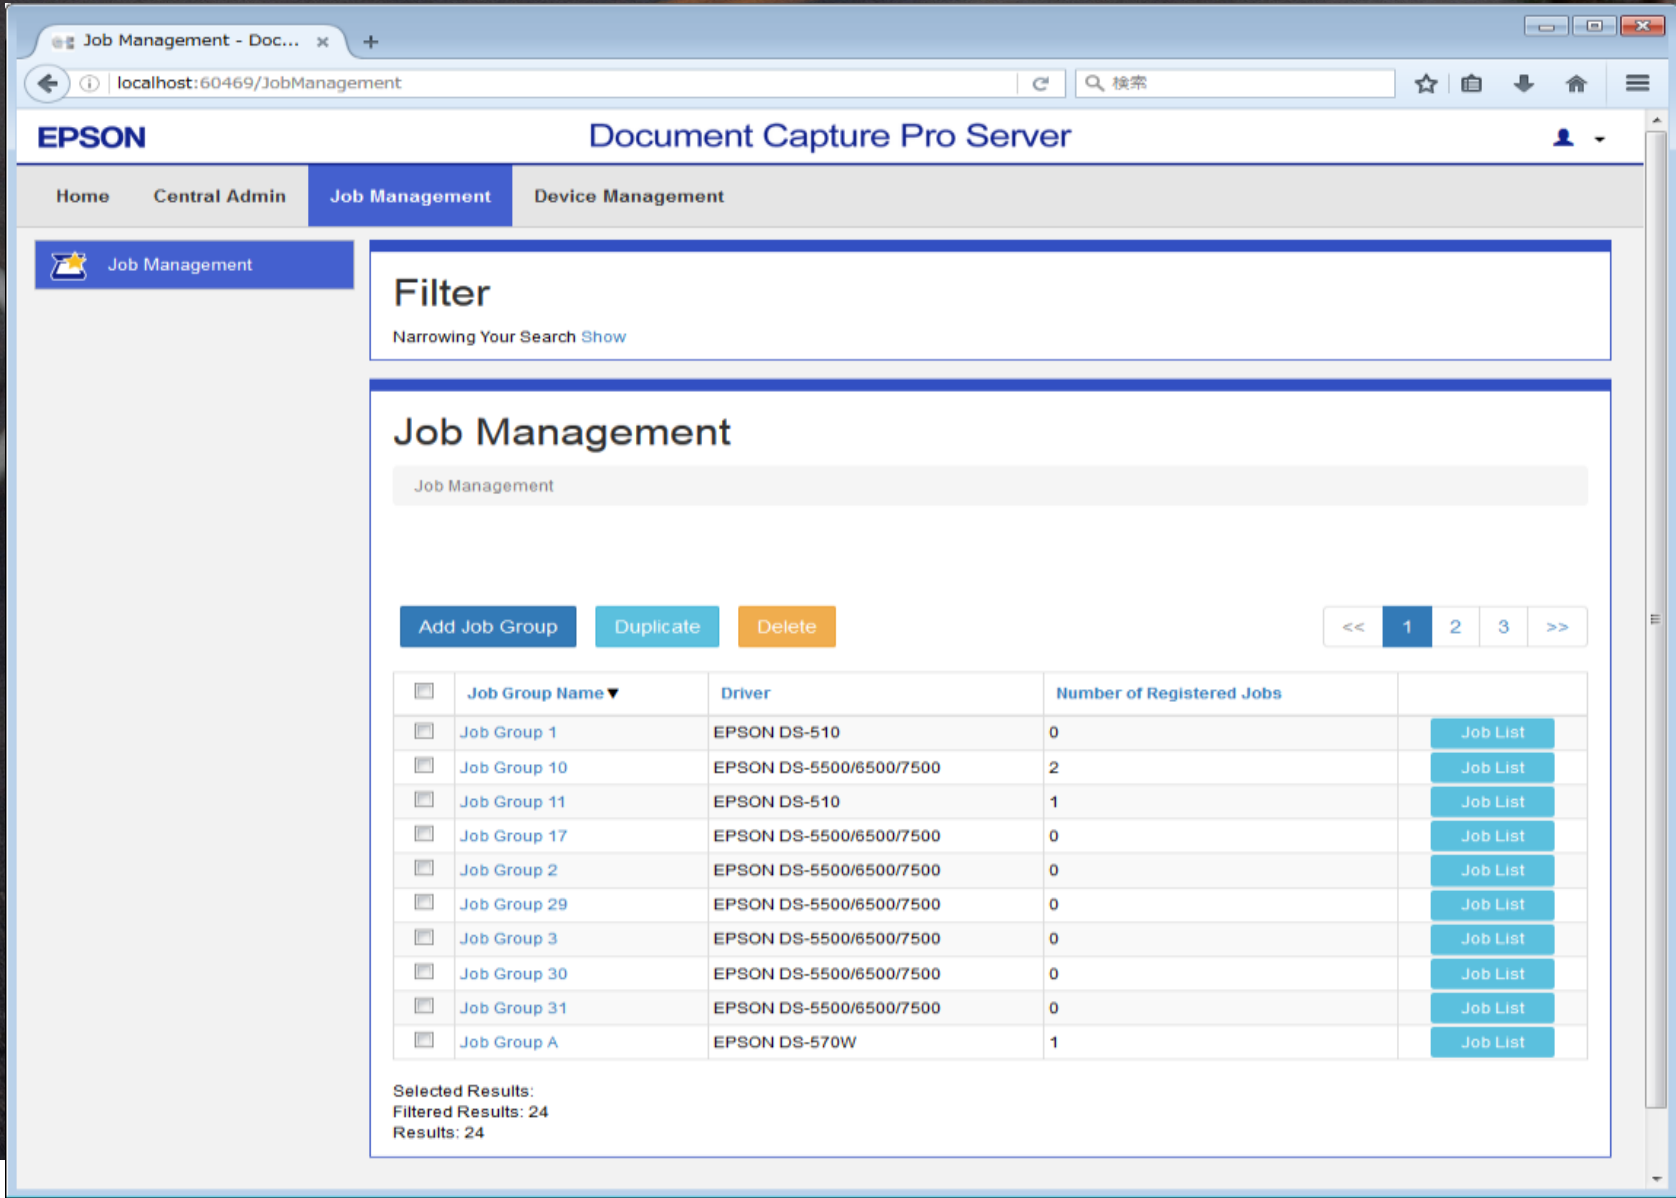 Job Management - Doc...
localhost:60469/JobManagement
検索
EPSON Document Capture Pro Server
Home Central Admin Job Management Device Management
Job Management
Filter
Narrowing Your Search Show
Job Management
Job Management
Add Job Group Duplicate Delete << 1 2 3 >>
Job Group Name▼ Driver Number of Registered Jobs
Job Group 1 EPSON DS-510 0 Job List
Job Group 10 EPSON DS-5500/6500/7500 2 Job List
Job Group 11 EPSON DS-510 1 Job List
Job Group 17 EPSON DS-5500/6500/7500 0 Job List
Job Group 2 EPSON DS-5500/6500/7500 0 Job List
Job Group 29 EPSON DS-5500/6500/7500 0 Job List
Job Group 3 EPSON DS-5500/6500/7500 0 Job List
Job Group 30 EPSON DS-5500/6500/7500 0 Job List
Job Group 31 EPSON DS-5500/6500/7500 0 Job List
Job Group A EPSON DS-570W 1 Job List
Selected Results:
Filtered Results: 24
Results: 24